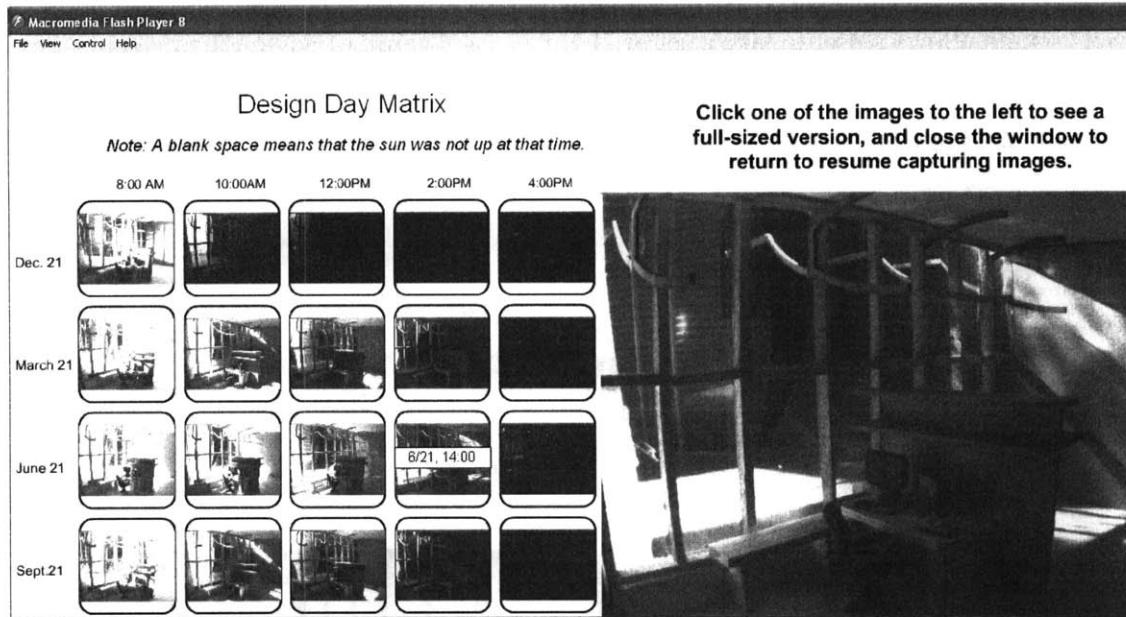 Macromedia Flash Player 8
File View Control Help
Design Day Matrix
Note: A blank space means that the sun was not up at that time.
Click one of the images to the left to see a
full-sized version, and close the window to
return to resume capturing images.
8:00 AM 10:00AM 12:00PM 2:00PM 4:00PM
Dec. 21
March 21
June 21
6/21, 14:00
Sept.21